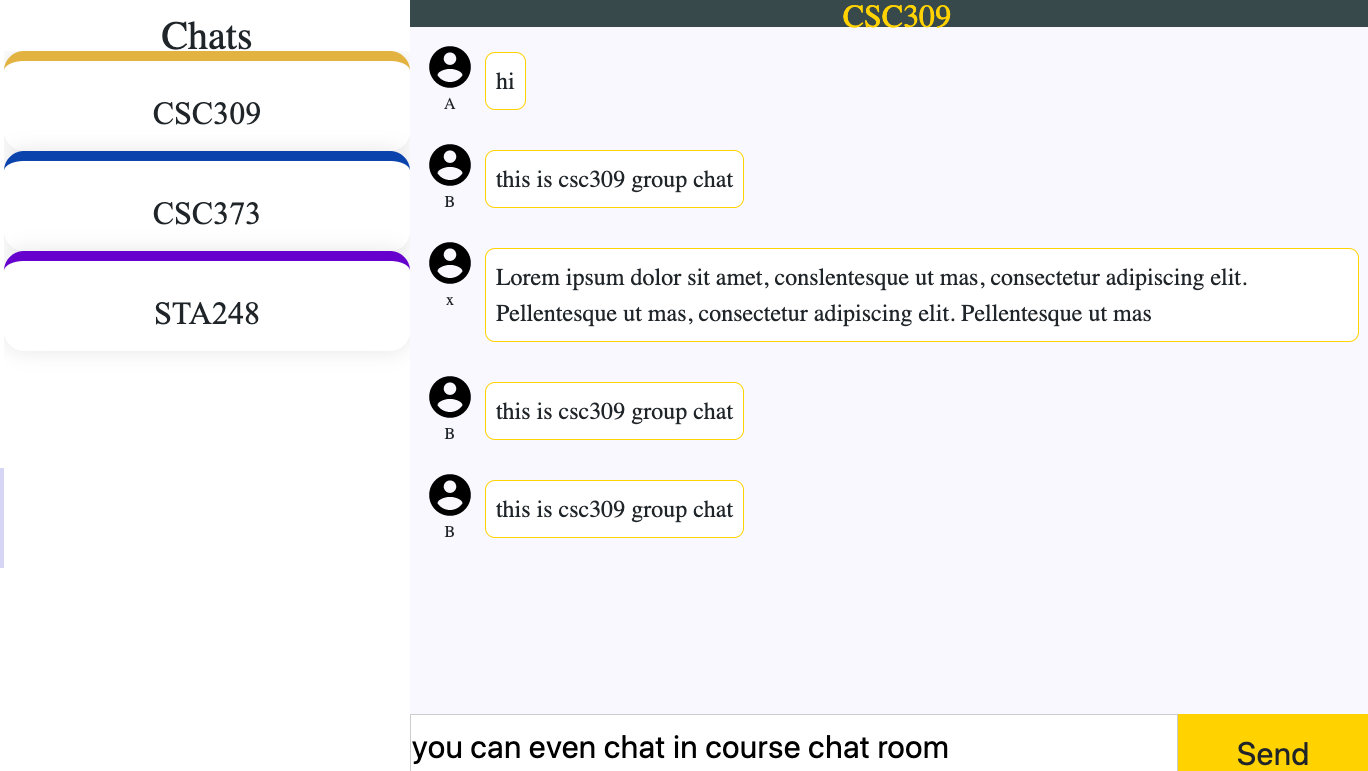 Chats
CSC309
CSC373
STA248
CSC309
hi
A
this is csc309 group chat
B
Lorem ipsum dolor sit amet, conslentesque ut mas, consectetur adipiscing elit.
Pellentesque ut mas, consectetur adipiscing elit. Pellentesque ut mas
x
this is csc309 group chat
B
this is csc309 group chat
B
you can even chat in course chat room
Send